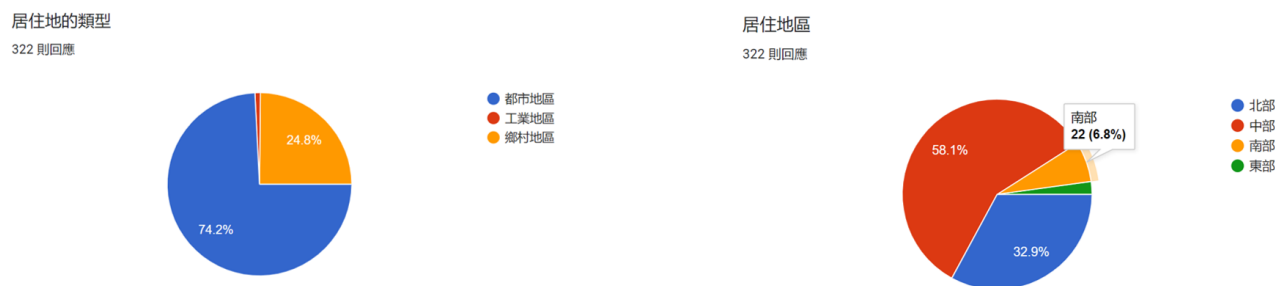 居住地的類型
322 則回應
都市地區
工業地區
鄉村地區
24.8%
74.2%
居住地區
322 則回應
北部
中部
南部
東部
南部
22 (6.8%)
58.1%
32.9%